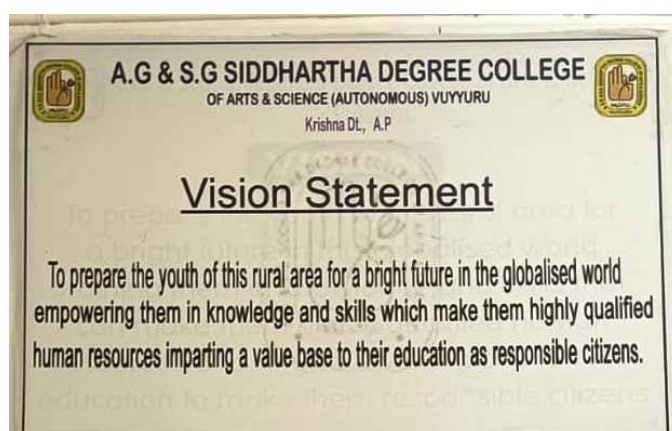 A.G & S.G SIDDHARTHA DEGREE COLLEGE
OF ARTS & SCIENCE (AUTONOMOUS) VUYYURU
Krishna Dt., A.P
Vision Statement
To prepare the youth of this rural area for a bright future in the globalised world
empowering them in knowledge and skills which make them highly qualified
human resources imparting a value base to their education as responsible citizens.